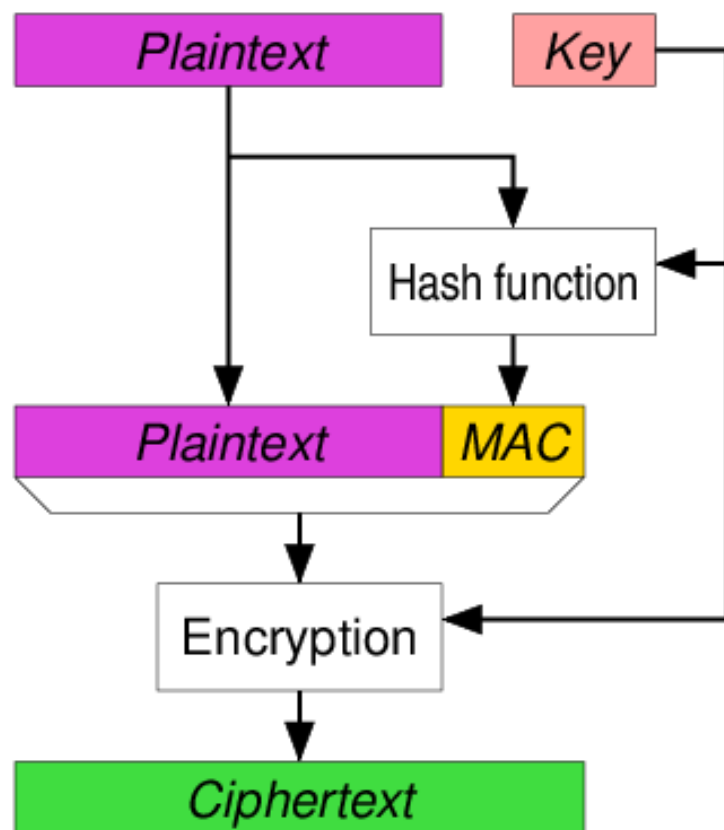 Plaintext
Key
Hash function
Plaintext
MAC
Encryption
Ciphertext